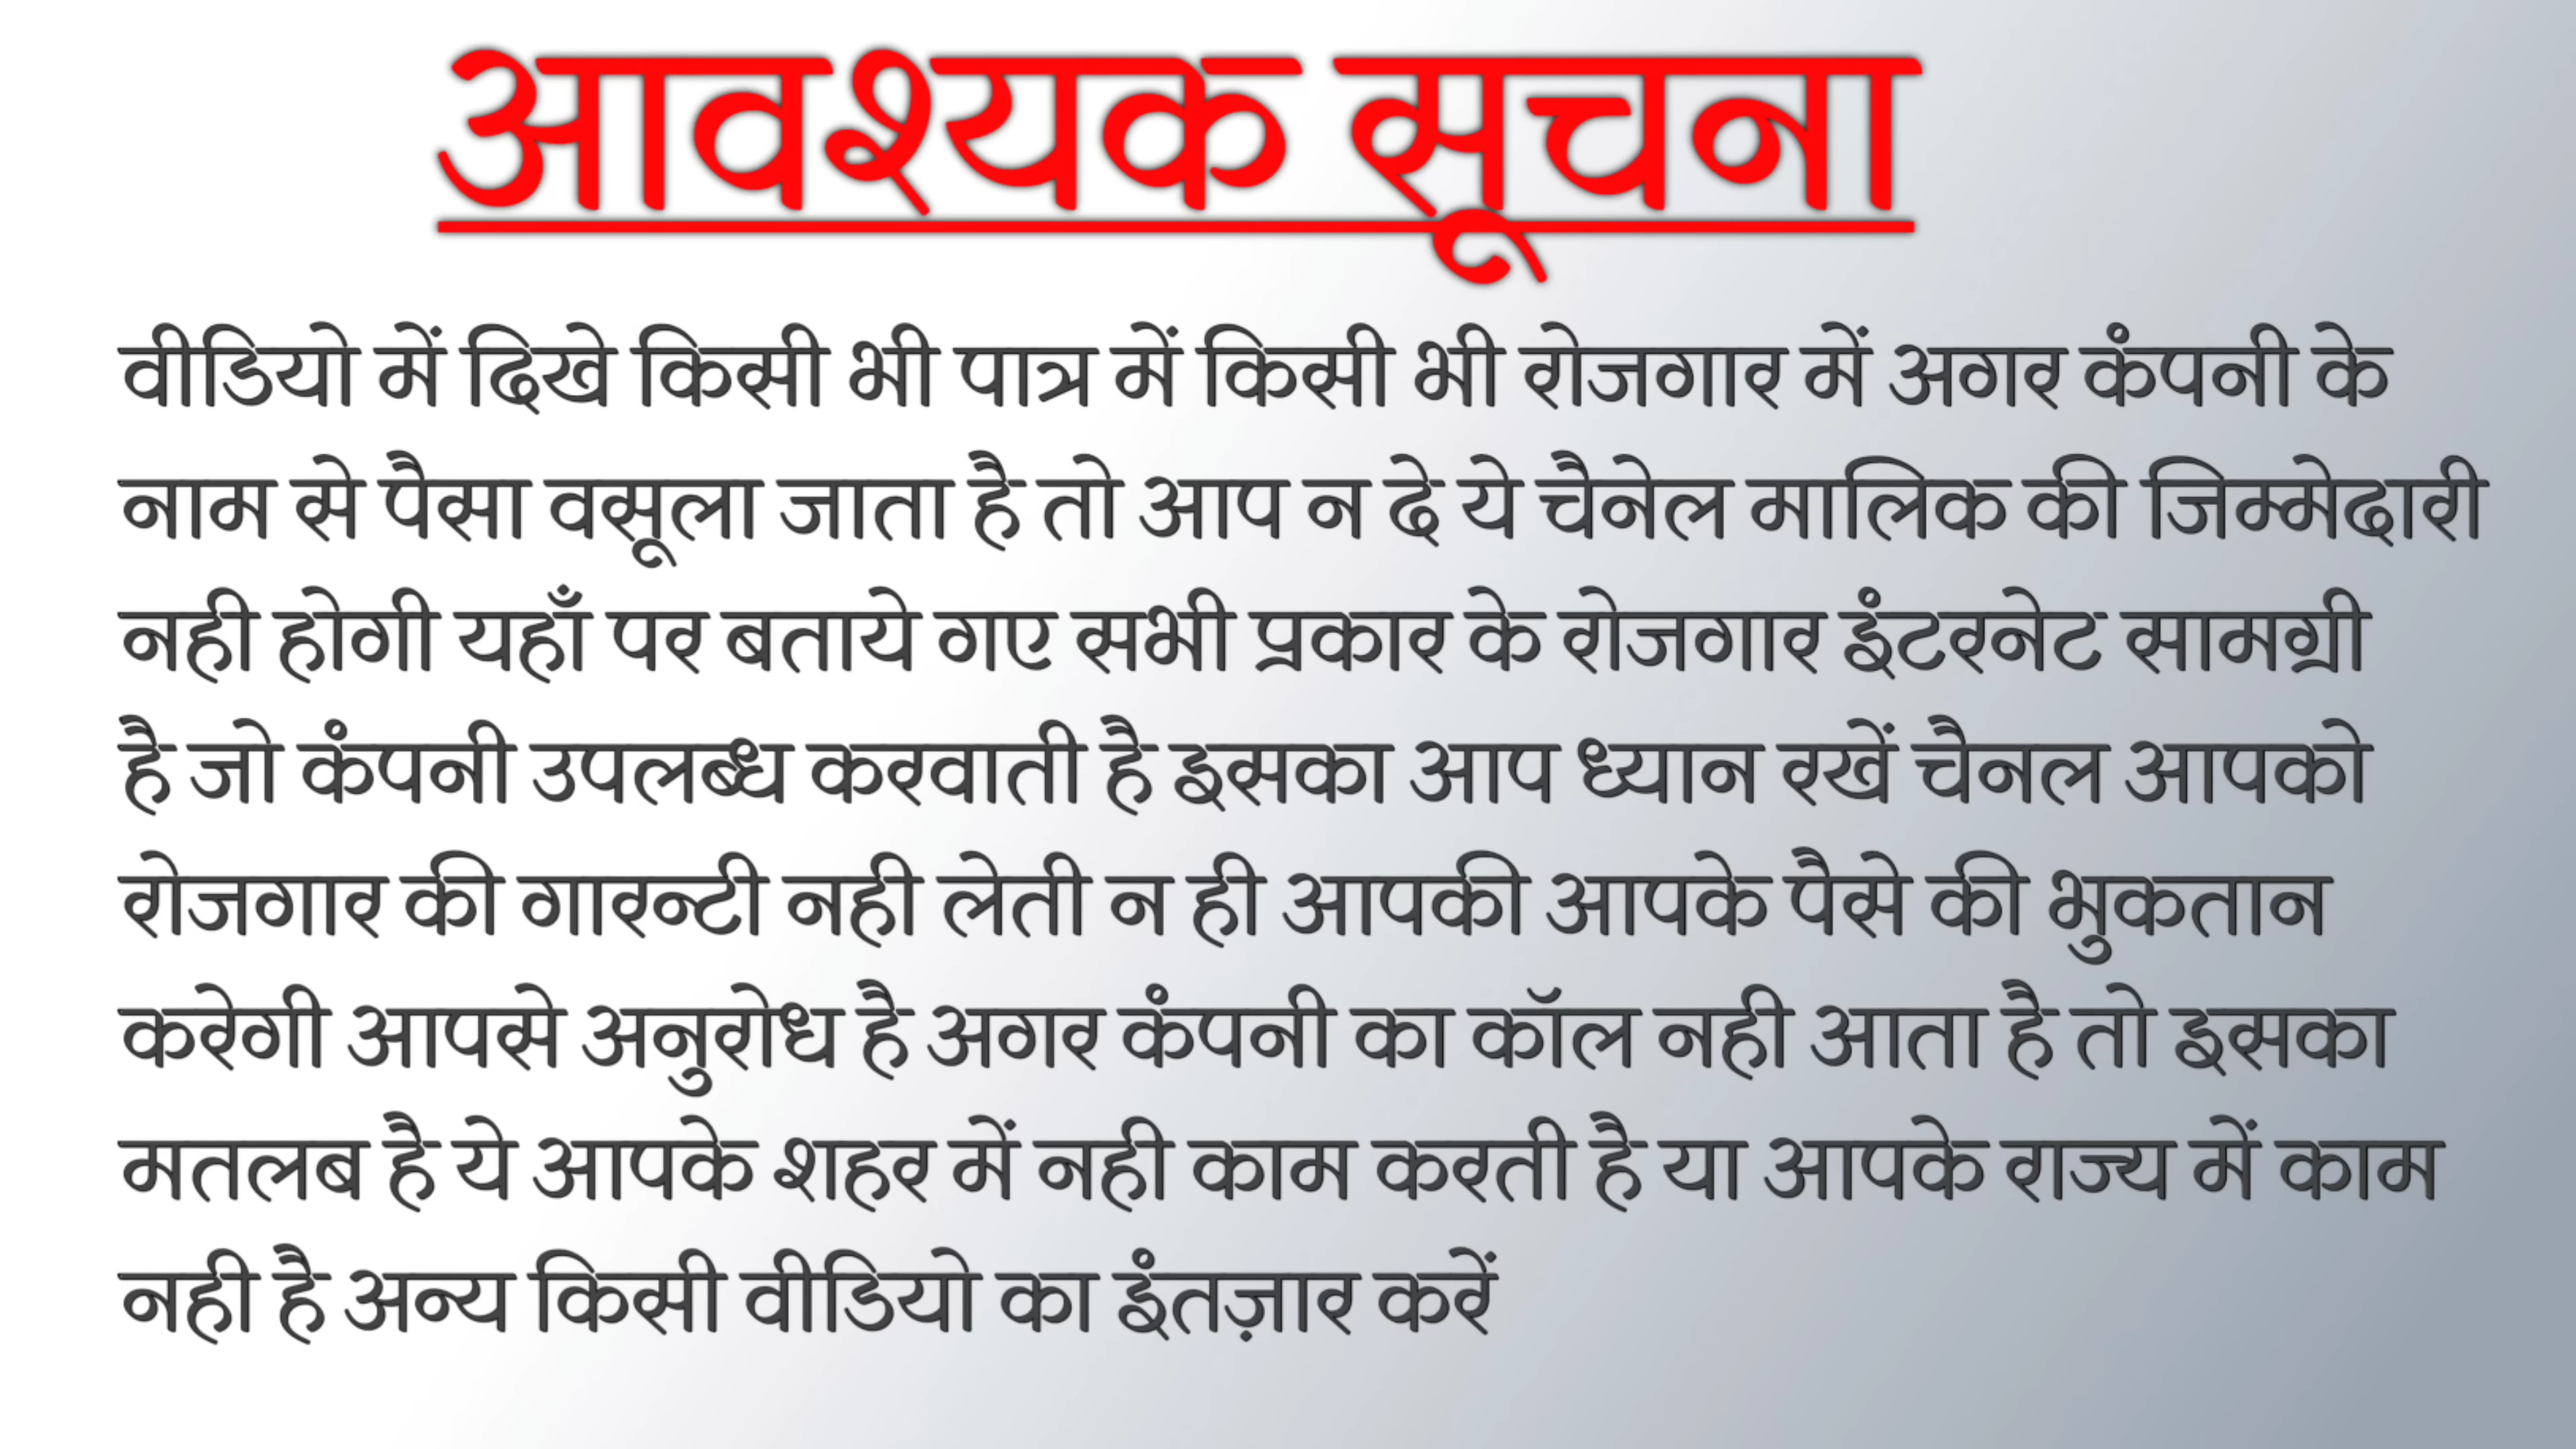 आवश्यक सूचना
वीडियो में दिखे किसी भी पात्र में किसी भी रोजगार में अगर कंपनी के
नाम से पैसा वसूला जाता है तो आप न दे ये चैनेल मालिक की जिम्मेदारी
नही होगी यहाँ पर बताये गए सभी प्रकार के रोजगार इंटरनेट सामग्री
है जो कंपनी उपलब्ध करवाती है इसका आप ध्यान रखें चैनल आपको
रोजगार की गारन्टी नही लेती न ही आपकी आपके पैसे की भुकतान
करेगी आपसे अनुरोध है अगर कंपनी का कॉल नही आता है तो इसका
मतलब है ये आपके शहर में नही काम करती है या आपके राज्य में काम
नही है अन्य किसी वीडियो का इंतज़ार करें